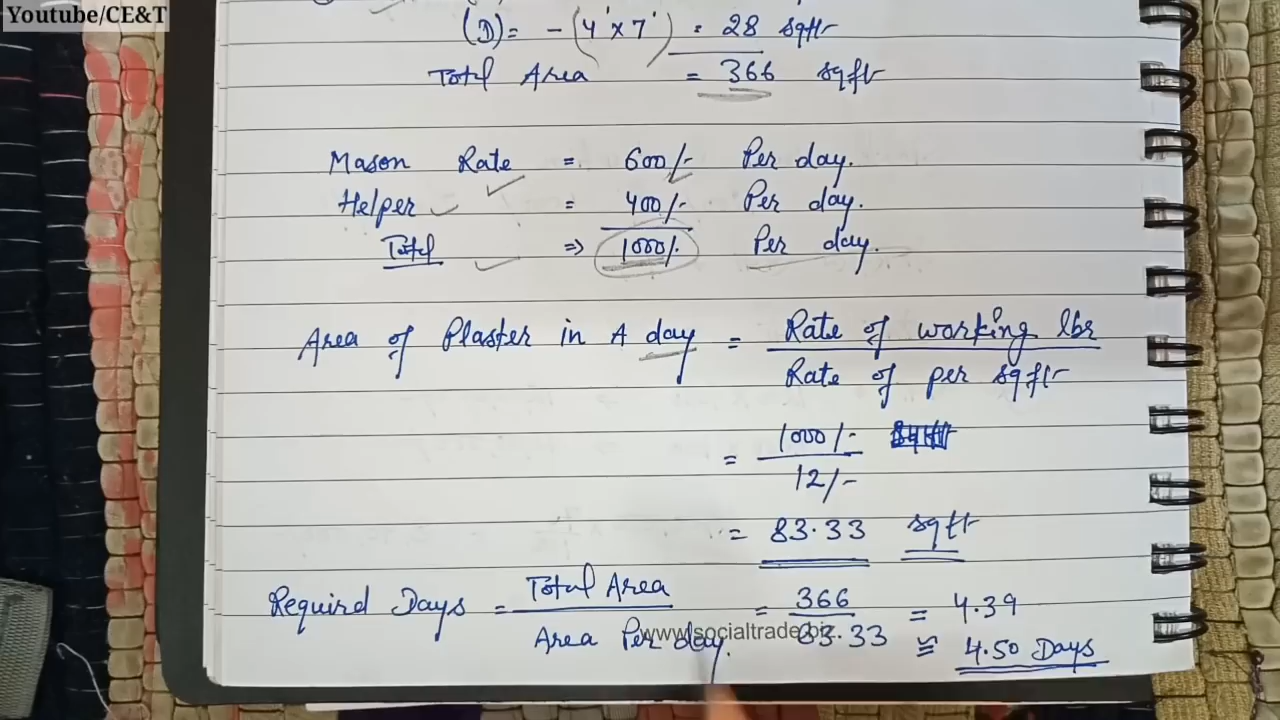 Youtube/CE&T
(D) = - (4' x 7') = 28 sqft
Total Area = 366 sqft
Mason Rate = 600/- Per day.
Helper = 400/- Per day.
Total ⇒ 1000/- Per day.
Area of Plaster in A day = Rate of working lbr
Rate of per sqft
= 1000/-
12/-
= 83.33 sqft
Requird Days = Total Area = 366 = 4.39
Area Per day. 83.33 ≅ 4.50 Days
www.socialtrade.biz